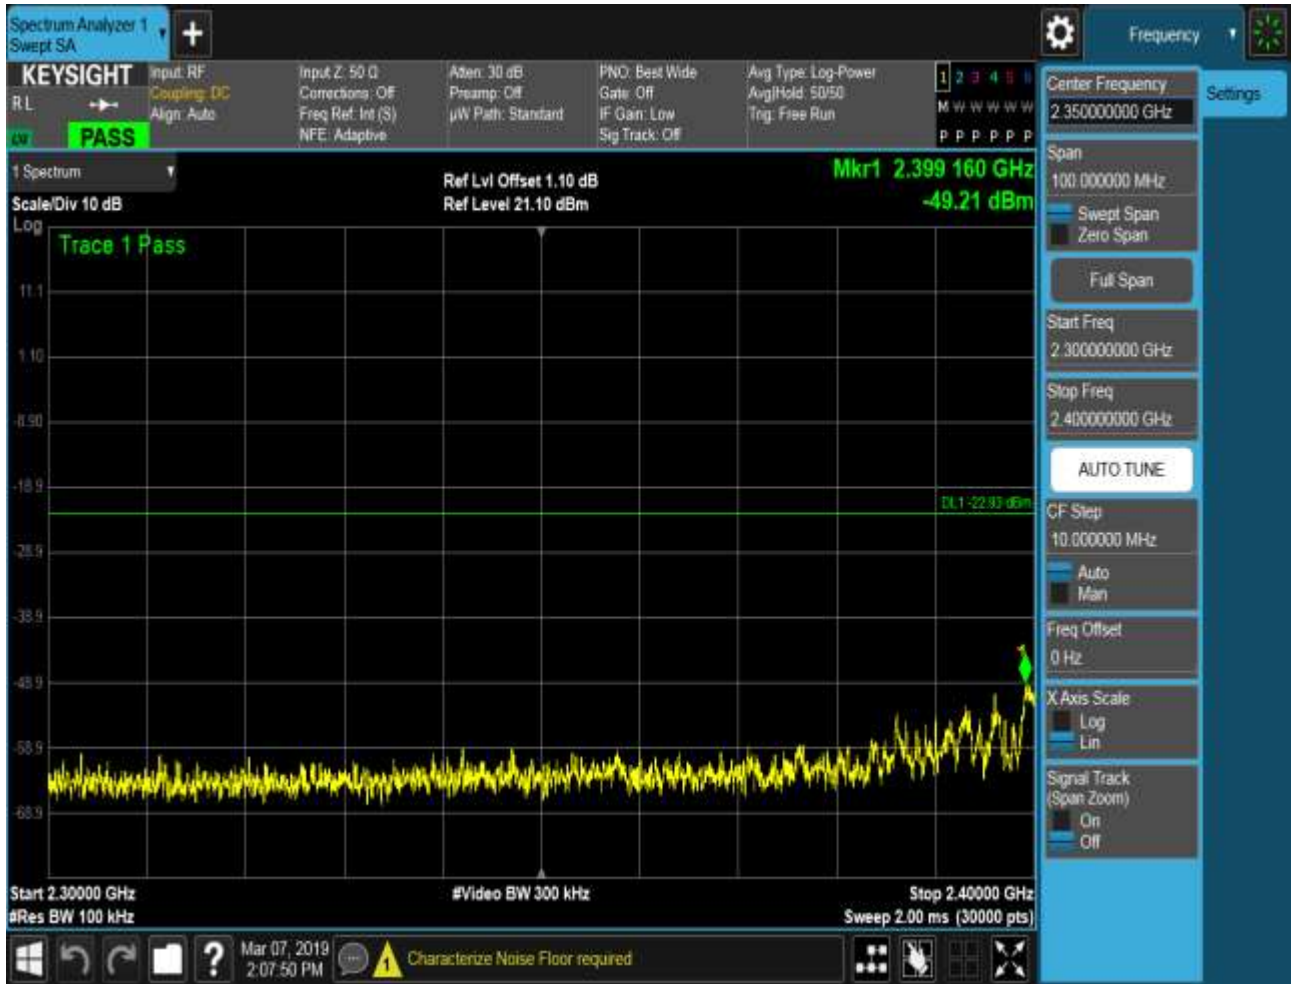 Spectrum Analyzer 1
Swept SA
Frequency
KEYSIGHT
R L
PASS
Input: RF
Coupling: DC
Align: Auto
Input Z: 50 Ω
Corrections: Off
Freq Ref: Int (S)
NFE: Adaptive
Atten: 30 dB
Preamp: Off
µW Path: Standard
PNO: Best Wide
Gate: Off
IF Gain: Low
Sig Track: Off
Avg Type: Log-Power
Avg|Hold: 50/50
Trig: Free Run
1 2 3 4 5 6
M W W W W W
P P P P P P
1 Spectrum
Scale/Div 10 dB
Log
Ref Lvl Offset 1.10 dB
Ref Level 21.10 dBm
Mkr1 2.399 160 GHz
-49.21 dBm
Trace 1 Pass
11.1
1.10
-8.90
-18.9
DL1 -22.93 dBm
-28.9
-38.9
1
-48.9
-58.9
-68.9
Start 2.30000 GHz
#Video BW 300 kHz
Stop 2.40000 GHz
#Res BW 100 kHz
Sweep 2.00 ms (30000 pts)
Center Frequency
2.350000000 GHz
Settings
Span
100.000000 MHz
Swept Span
Zero Span
Full Span
Start Freq
2.300000000 GHz
Stop Freq
2.400000000 GHz
AUTO TUNE
CF Step
10.000000 MHz
Auto
Man
Freq Offset
0 Hz
X Axis Scale
Log
Lin
Signal Track
(Span Zoom)
On
Off
?
Mar 07, 2019
2:07:50 PM
1
Characterize Noise Floor required